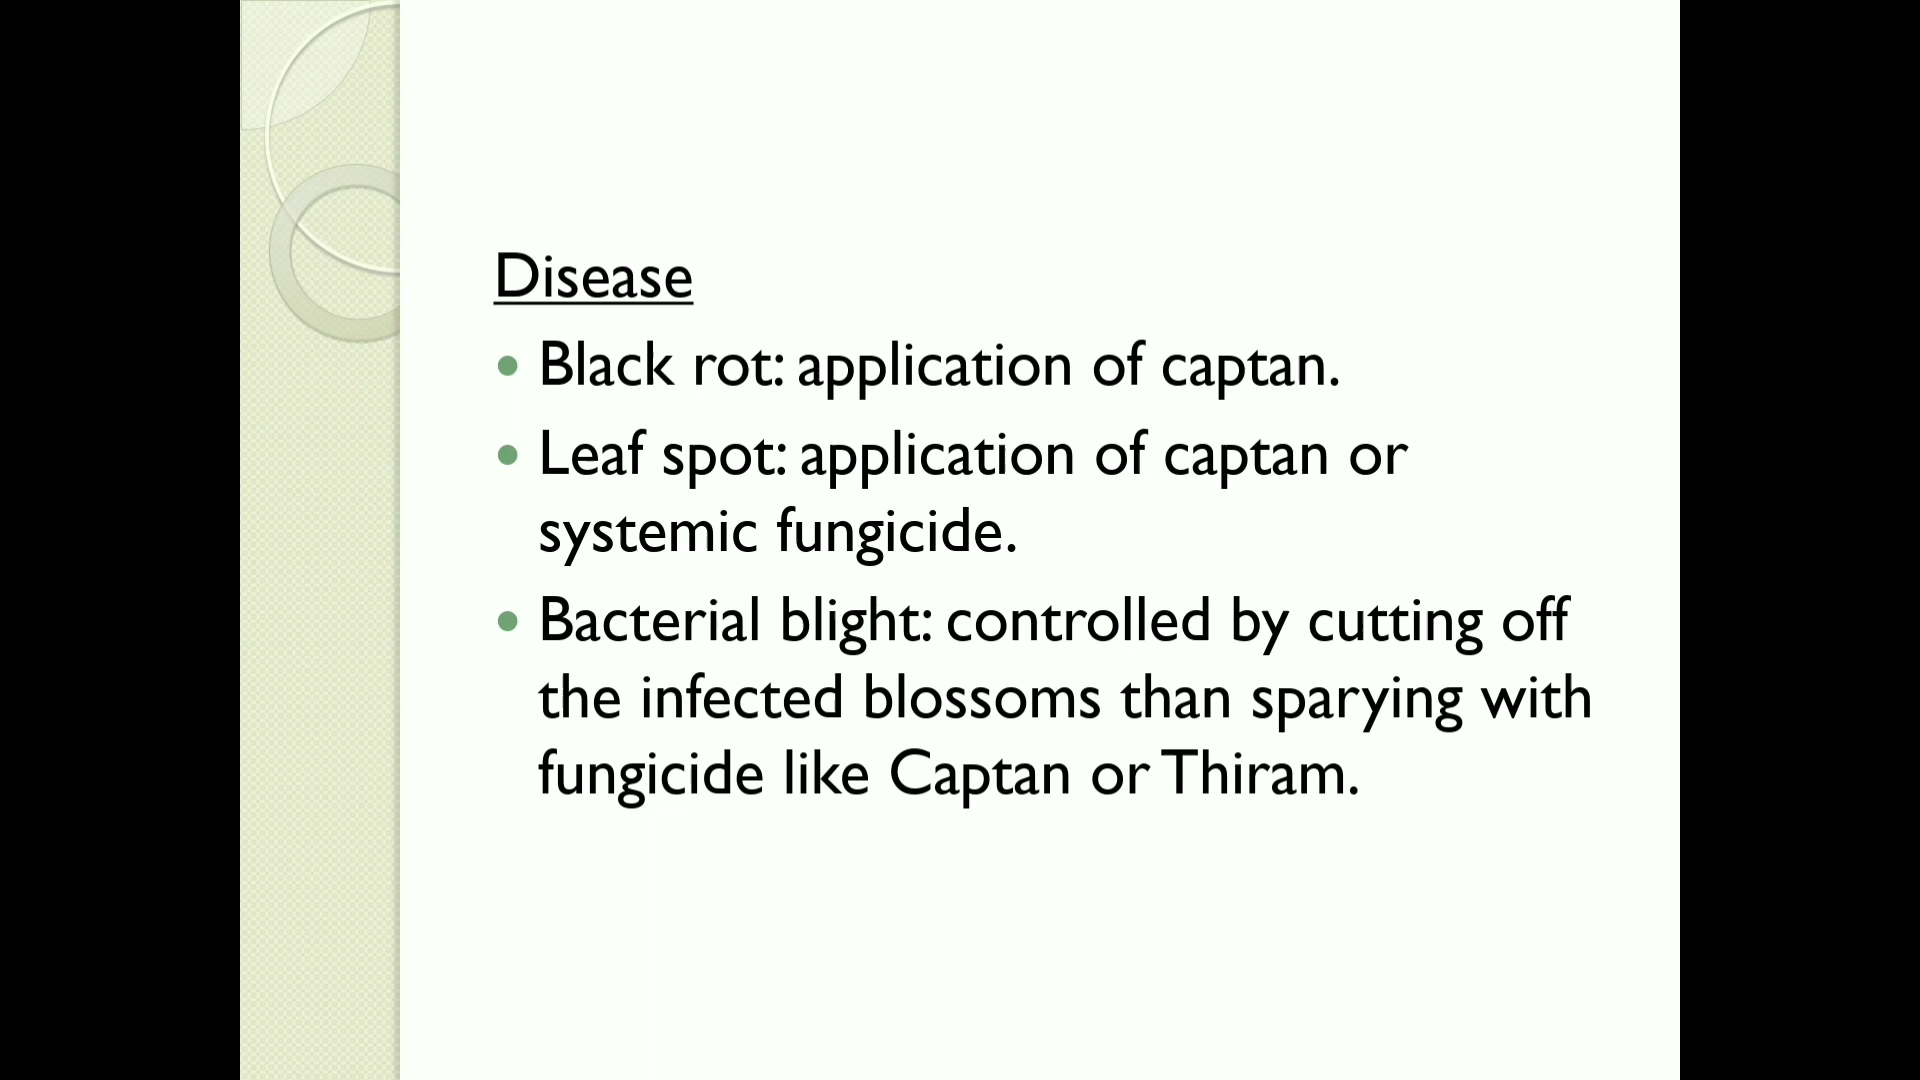 Disease
Black rot: application of captan.
Leaf spot: application of captan or
systemic fungicide.
Bacterial blight: controlled by cutting off
the infected blossoms than sparying with
fungicide like Captan or Thiram.